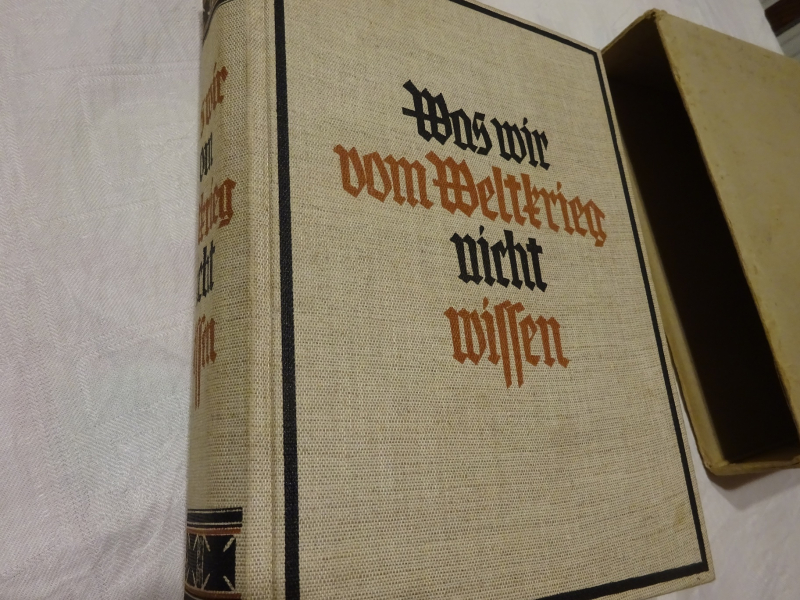 Was wir
vom Weltkrieg
nicht
wissen